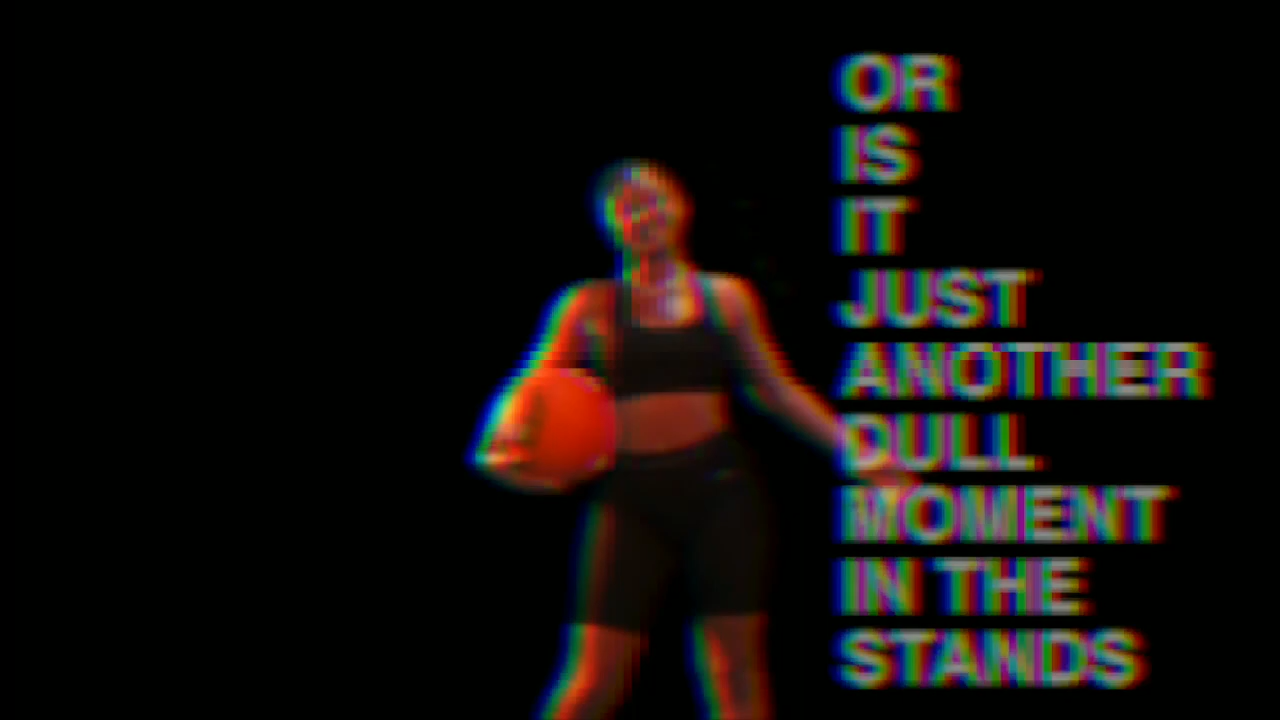 OR
IS
IT
JUST
ANOTHER
DULL
MOMENT
IN THE
STANDS